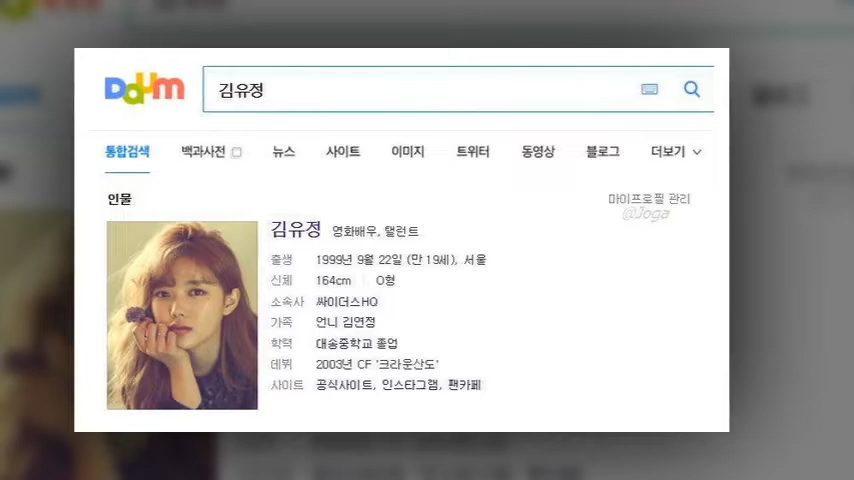 Daum
김유정
통합검색 백과사전 뉴스 사이트 이미지 트위터 동영상 블로그 더보기
인물
마이프로필 관리
@Joga
김유정 영화배우, 탤런트
출생 1999년 9월 22일 (만 19세), 서울
신체 164cm O형
소속사 싸이더스HQ
가족 언니 김연정
학력 대송중학교 졸업
데뷔 2003년 CF '크라운산도'
사이트 공식사이트, 인스타그램, 팬카페